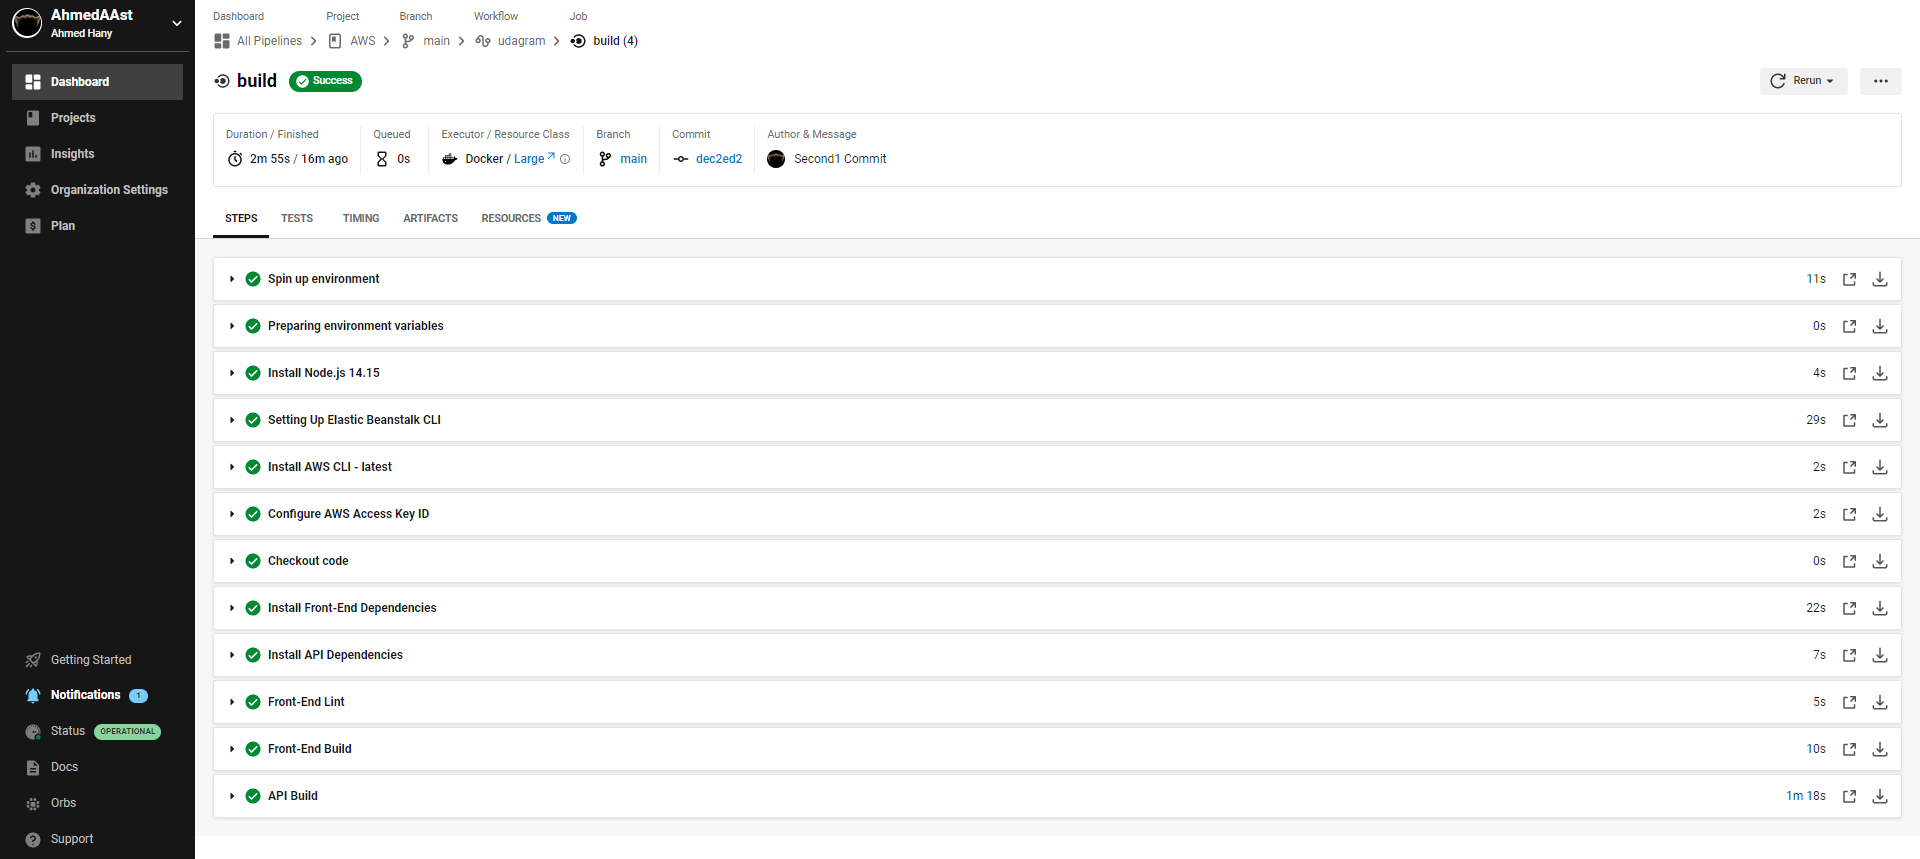 AhmedAAst
Ahmed Hany
Dashboard
Projects
Insights
Organization Settings
Plan
Getting Started
Notifications 1
Status OPERATIONAL
Docs
Orbs
Support
Dashboard Project Branch Workflow Job
All Pipelines AWS main udagram build (4)
build Success
Rerun
Duration / Finished
2m 55s / 16m ago
Queued
0s
Executor / Resource Class
Docker / Large
Branch
main
Commit
dec2ed2
Author & Message
Second1 Commit
STEPS TESTS TIMING ARTIFACTS RESOURCES NEW
Spin up environment 11s
Preparing environment variables 0s
Install Node.js 14.15 4s
Setting Up Elastic Beanstalk CLI 29s
Install AWS CLI - latest 2s
Configure AWS Access Key ID 2s
Checkout code 0s
Install Front-End Dependencies 22s
Install API Dependencies 7s
Front-End Lint 5s
Front-End Build 10s
API Build 1m 18s